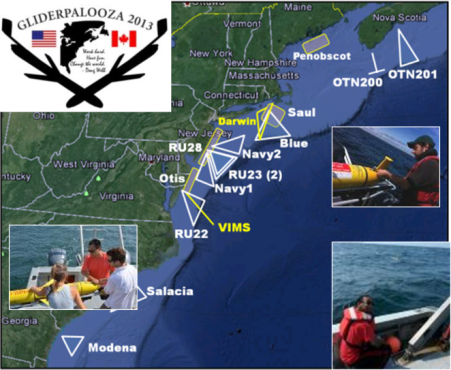 GLIDERPALOOZA 2013
Work hard.
Have fun.
Change the world.
- Doug Webb
Ottawa
Maine
Nova Scotia
Vermont
Penobscot
New York
New Hampshire
OTN200
OTN201
Massachusetts
Connecticut
Saul
Darwin
Ohio
New Jersey
Blue
RU28
Navy2
Maryland
West Virginia
RU23 (2)
Otis
Navy1
ntucky
Virginia
VIMS
RU22
Salacia
Georgia
Modena